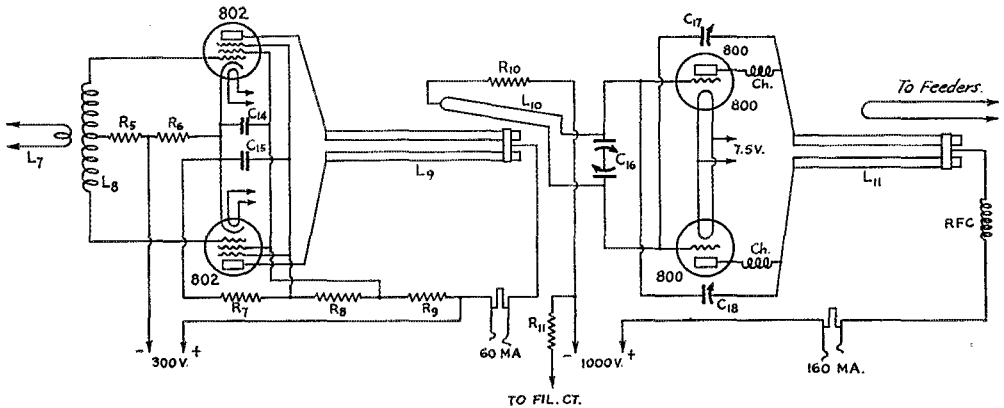 802
C17
800
R10
Ch.
To Feeders.
L10
800
R5
R6
C14
L7
L8
C15
C16
7.5V.
L9
L11
RFC
802
Ch.
800
R7
R8
R9
R11
C18
- 300V. +
60 MA
- 1000V. +
160 MA.
TO FIL. CT.